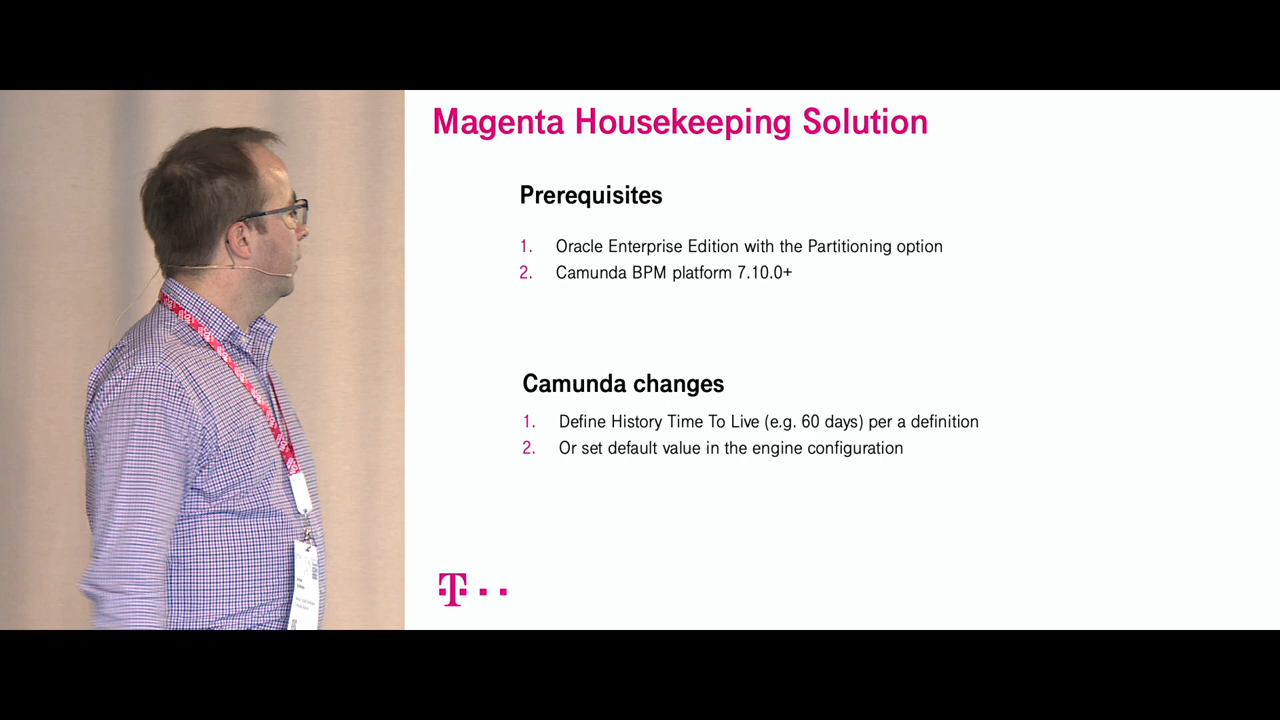 Magenta Housekeeping Solution
Prerequisites
1. Oracle Enterprise Edition with the Partitioning option
2. Camunda BPM platform 7.10.0+
Camunda changes
1. Define History Time To Live (e.g. 60 days) per a definition
2. Or set default value in the engine configuration
T